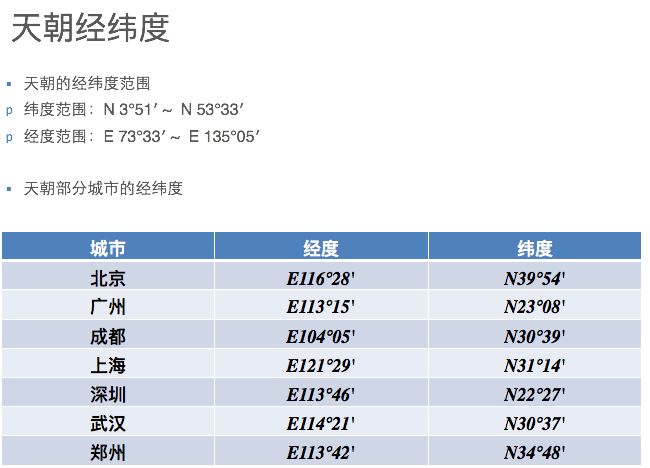 天朝经纬度
▪ 天朝的经纬度范围
p 纬度范围：N 3°51′ ~ N 53°33′
p 经度范围：E 73°33′ ~ E 135°05′
▪ 天朝部分城市的经纬度
城市 经度 纬度
北京 E116°28' N39°54'
广州 E113°15' N23°08'
成都 E104°05' N30°39'
上海 E121°29' N31°14'
深圳 E113°46' N22°27'
武汉 E114°21' N30°37'
郑州 E113°42' N34°48'